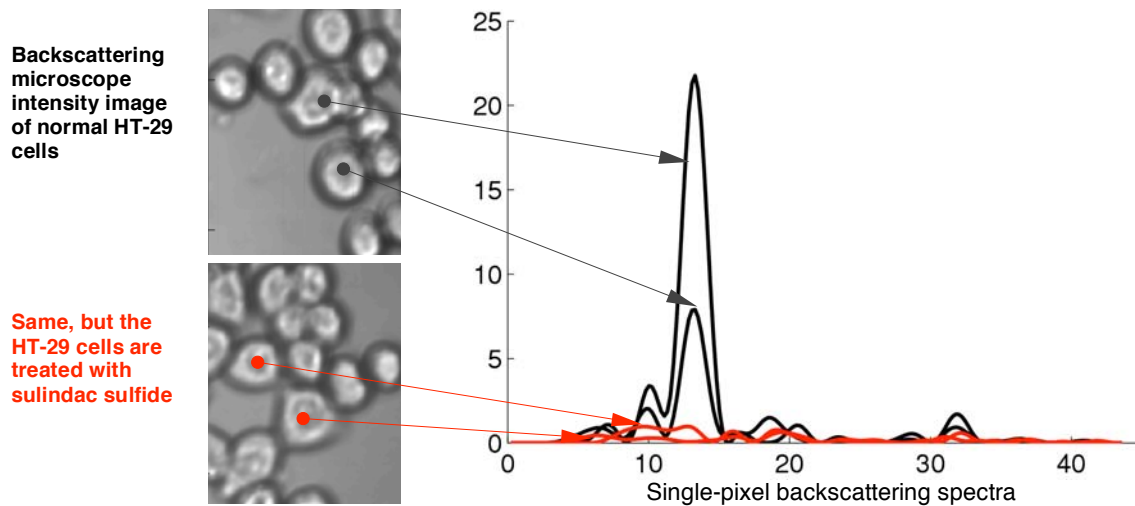 Backscattering
microscope
intensity image
of normal HT-29
cells
Same, but the
HT-29 cells are
treated with
sulindac sulfide
25
20
15
10
5
0
0 10 20 30 40
Single-pixel backscattering spectra